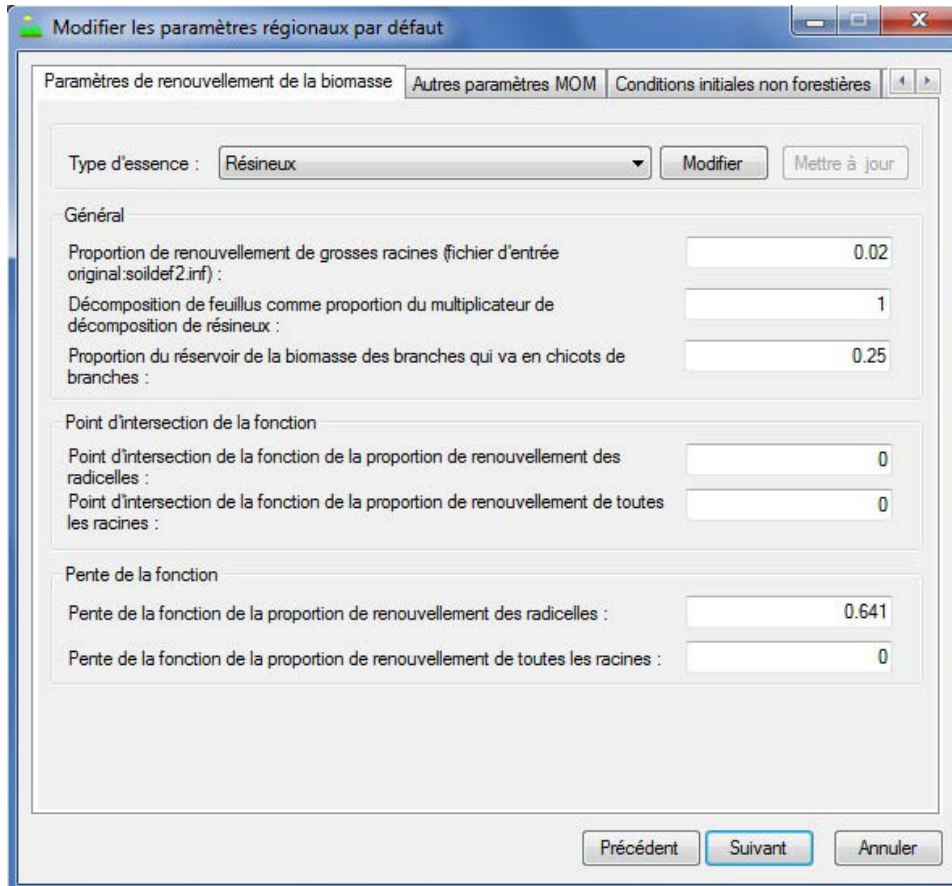 Modifier les paramètres régionaux par défaut
Paramètres de renouvellement de la biomasse
Autres paramètres MOM
Conditions initiales non forestières
Type d'essence :
Résineux
Modifier
Mettre à jour
Général
Proportion de renouvellement de grosses racines (fichier d'entrée
original:soildef2.inf) :
0.02
Décomposition de feuillus comme proportion du multiplicateur de
décomposition de résineux :
1
Proportion du réservoir de la biomasse des branches qui va en chicots de
branches :
0.25
Point d'intersection de la fonction
Point d'intersection de la fonction de la proportion de renouvellement des
radicelles :
0
Point d'intersection de la fonction de la proportion de renouvellement de toutes
les racines :
0
Pente de la fonction
Pente de la fonction de la proportion de renouvellement des radicelles :
0.641
Pente de la fonction de la proportion de renouvellement de toutes les racines :
0
Précédent
Suivant
Annuler